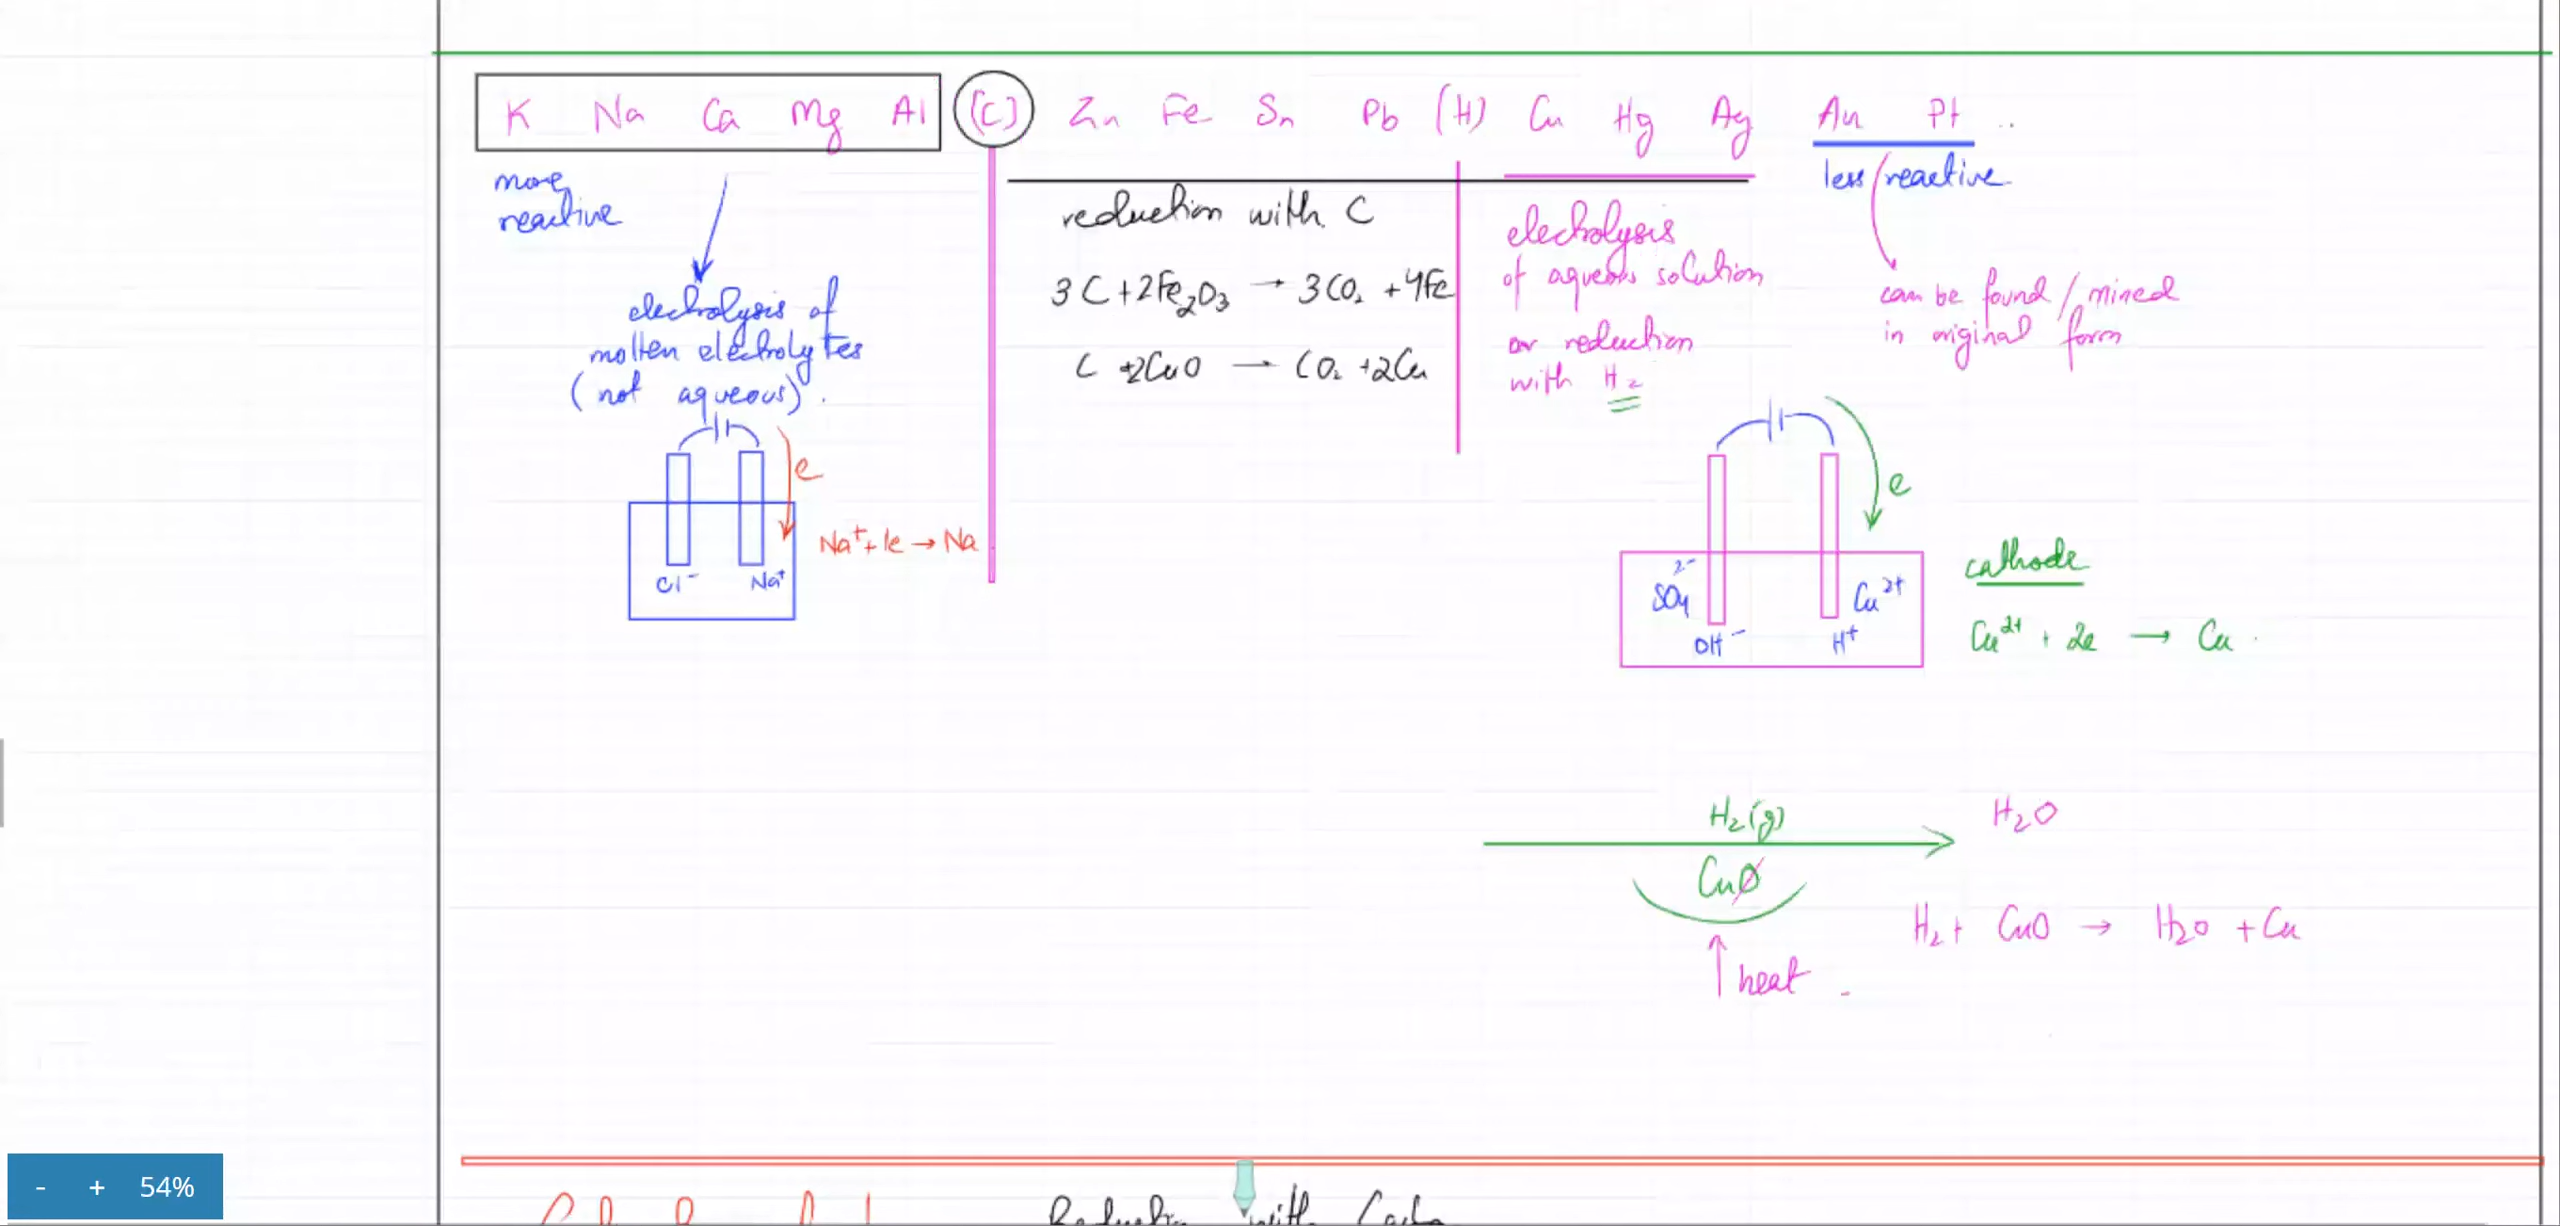 K Na Ca Mg Al (C) Zn Fe Sn Pb (H) Cu Hg Ag Au Pt ..
more
reactive
electrolysis of
molten electrolytes
(not aqueous).
e
Na⁺ + 1e → Na
Cl⁻ Na⁺
reduction with C
3C + 2Fe₂O₃ → 3CO₂ + 4Fe
C + 2CuO → CO₂ + 2Cu
electrolysis
of aqueous solution
or reduction
with H₂
less reactive
can be found / mined
in original form
e
SO₄²⁻ Cu²⁺
OH⁻ H⁺
cathode
Cu²⁺ + 2e → Cu
H₂(g) H₂O
CuO
H₂ + CuO → H₂O + Cu
heat
- + 54%